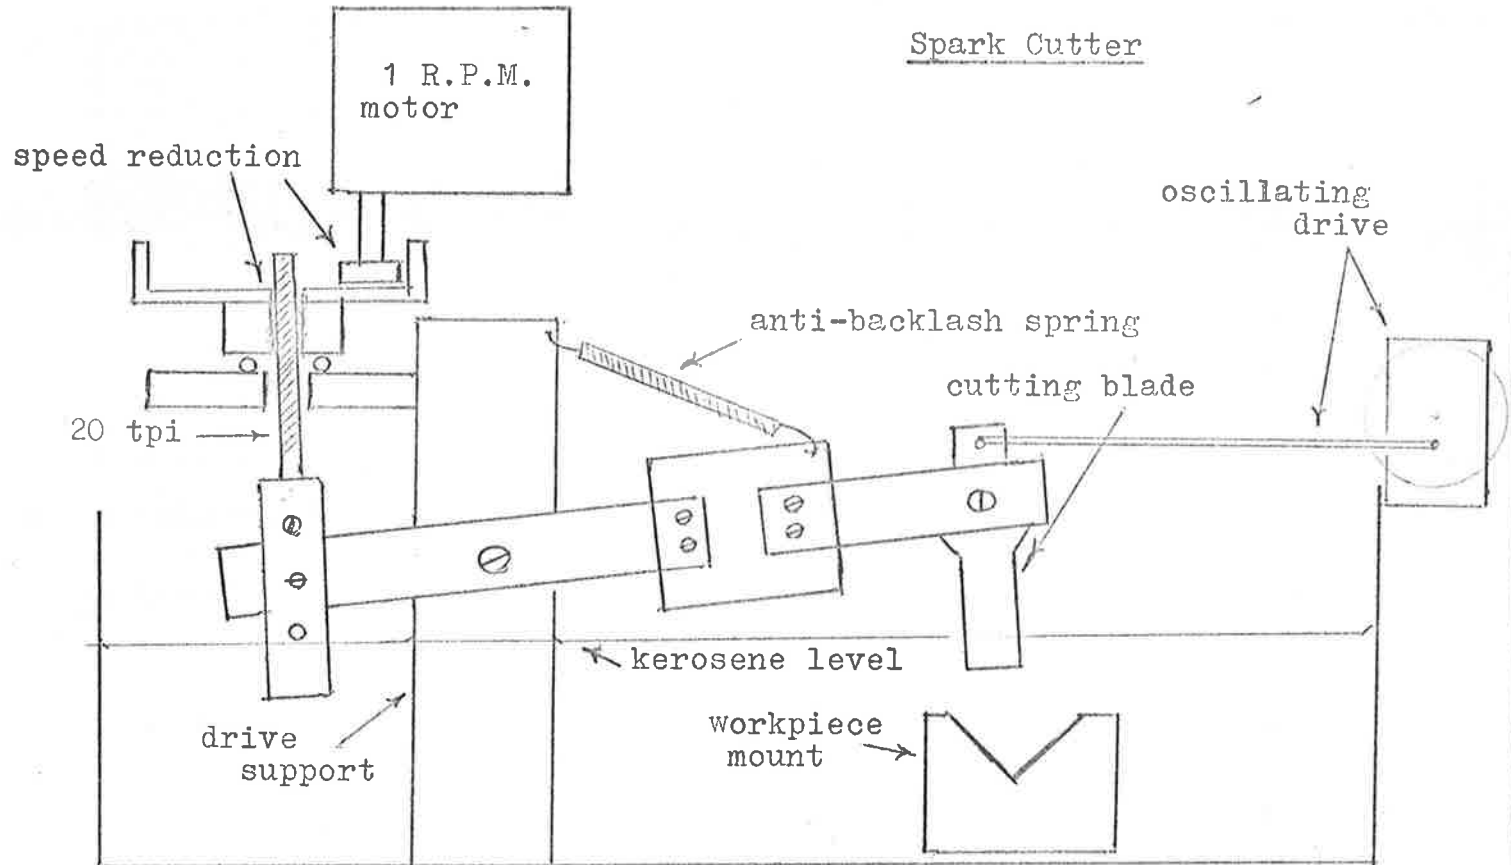 Spark Cutter
1 R.P.M.
motor
speed reduction
oscillating
drive
anti-backlash spring
cutting blade
20 tpi
kerosene level
drive
support
workpiece
mount